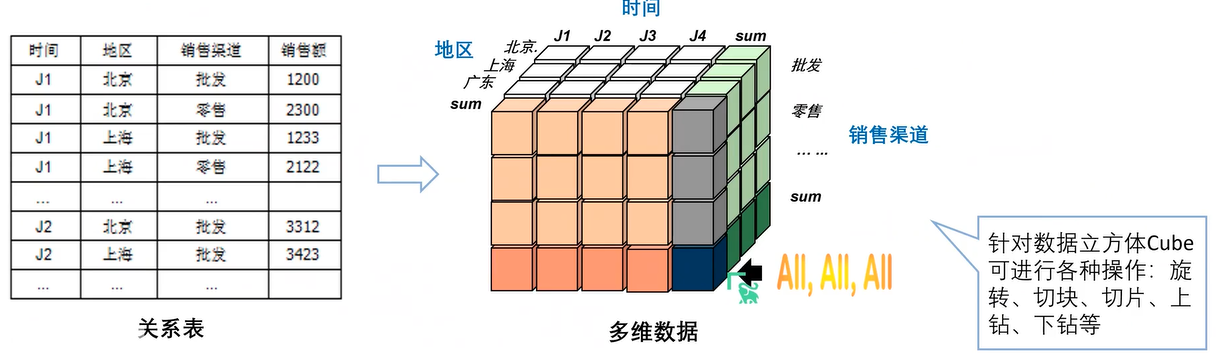 时间 地区 销售渠道 销售额
J1 北京 批发 1200
J1 北京 零售 2300
J1 上海 批发 1233
J1 上海 零售 2122
... ... ...
J2 北京 批发 3312
J2 上海 批发 3423
... ... ...
关系表
时间
地区
J1 J2 J3 J4 sum
北京.
上海
广东
sum
批发
零售
... ...
sum
销售渠道
All, All, All
多维数据
针对数据立方体Cube
可进行各种操作：旋
转、切块、切片、上
钻、下钻等